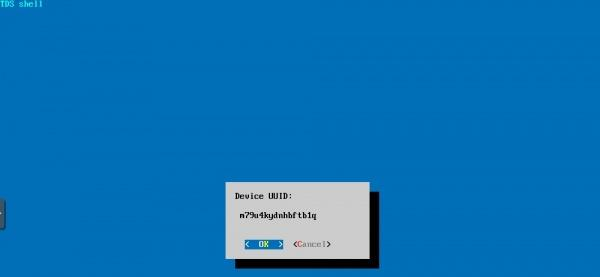 TDS shell
Device UUID:
m79u4kydnhbftb1q
< OK > <Cancel>